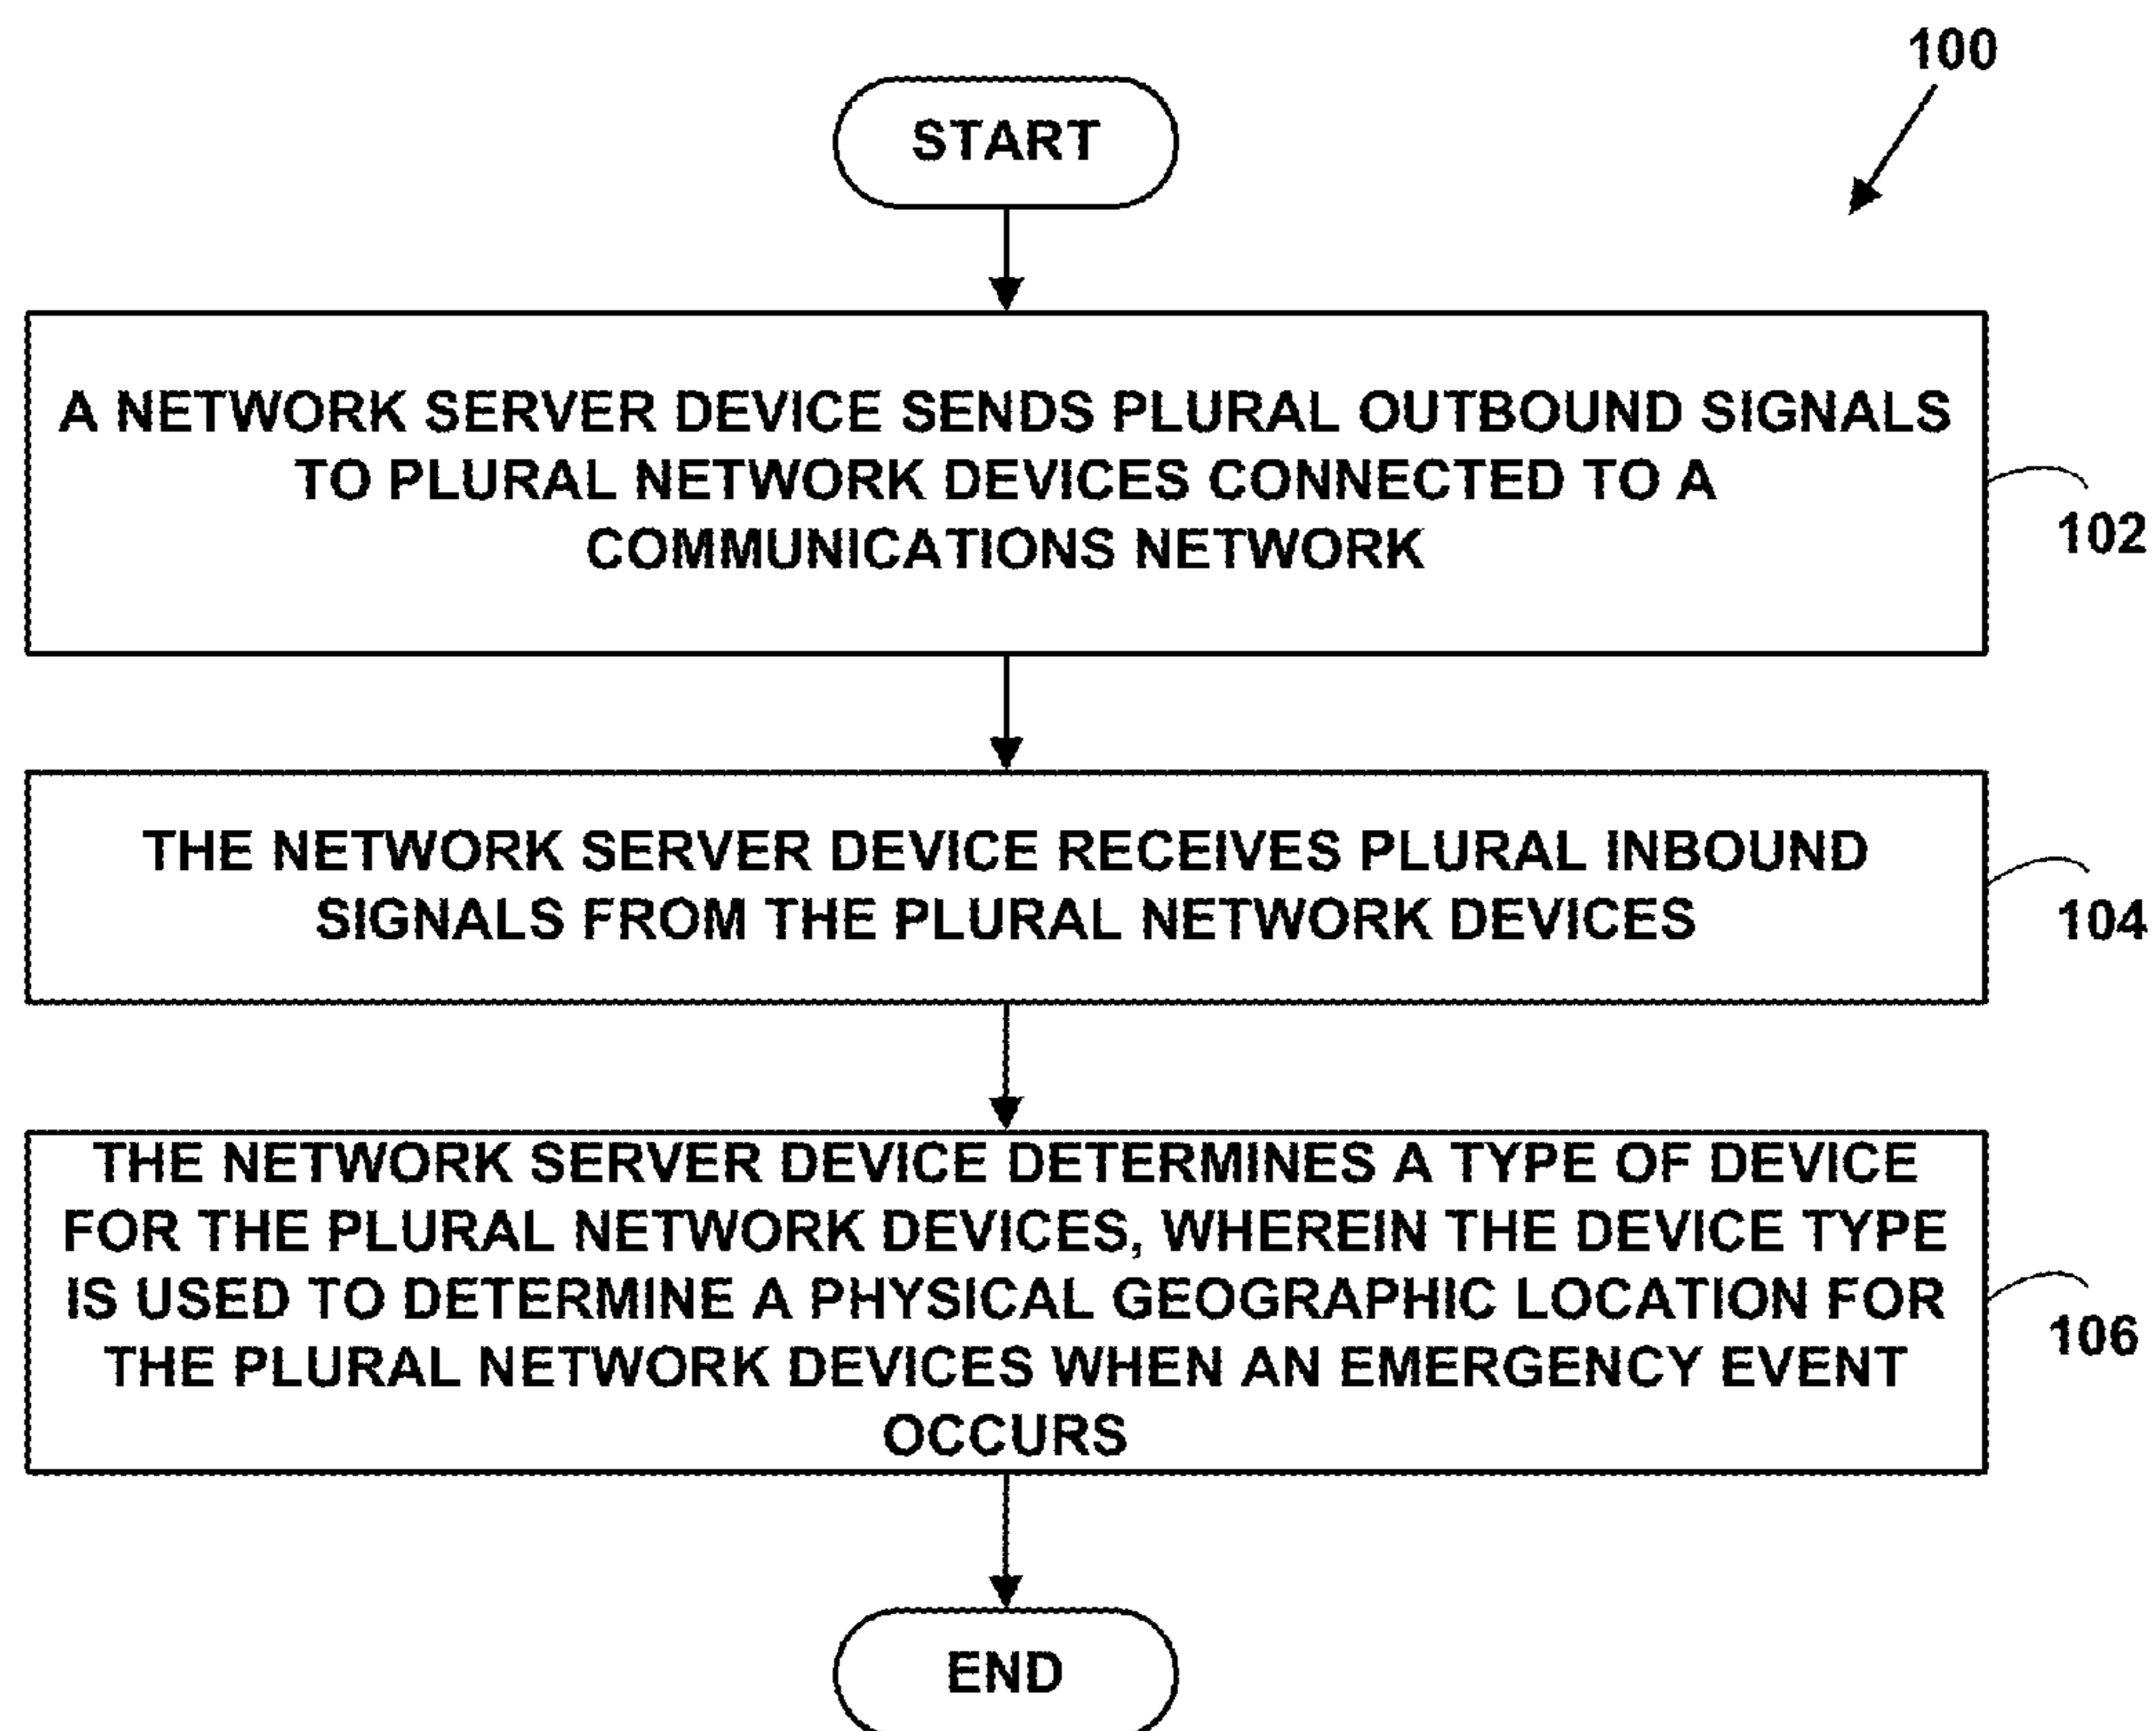 100
START
A NETWORK SERVER DEVICE SENDS PLURAL OUTBOUND SIGNALS
TO PLURAL NETWORK DEVICES CONNECTED TO A
COMMUNICATIONS NETWORK
102
THE NETWORK SERVER DEVICE RECEIVES PLURAL INBOUND
SIGNALS FROM THE PLURAL NETWORK DEVICES
104
THE NETWORK SERVER DEVICE DETERMINES A TYPE OF DEVICE
FOR THE PLURAL NETWORK DEVICES, WHEREIN THE DEVICE TYPE
IS USED TO DETERMINE A PHYSICAL GEOGRAPHIC LOCATION FOR
THE PLURAL NETWORK DEVICES WHEN AN EMERGENCY EVENT
OCCURS
106
END